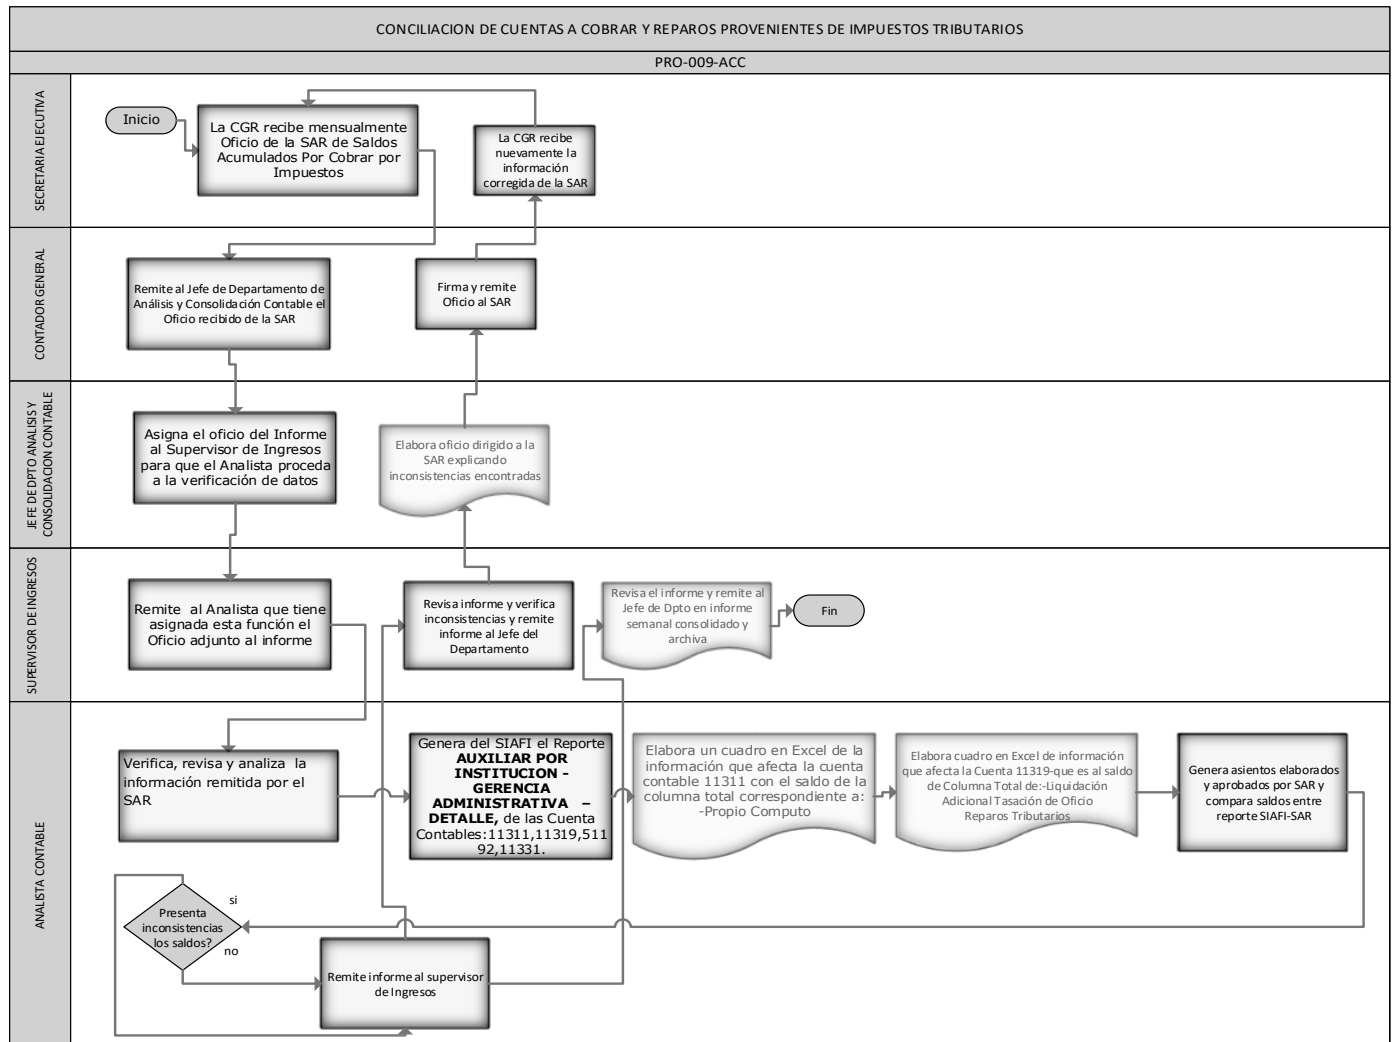 CONCILIACION DE CUENTAS A COBRAR Y REPAROS PROVENIENTES DE IMPUESTOS TRIBUTARIOS
PRO-009-ACC
SECRETARIA EJECUTIVA
Inicio
La CGR recibe mensualmente
Oficio de la SAR de Saldos
Acumulados Por Cobrar por
Impuestos
La CGR recibe
nuevamente la
información
corregida de la SAR
CONTADOR GENERAL
Remite al Jefe de Departamento de
Análisis y Consolidación Contable el
Oficio recibido de la SAR
Firma y remite
Oficio al SAR
JEFE DE DPTO ANALISIS Y
CONSOLIDACION CONTABLE
Asigna el oficio del Informe
al Supervisor de Ingresos
para que el Analista proceda
a la verificación de datos
Elabora oficio dirigido a la
SAR explicando
inconsistencias encontradas
SUPERVISOR DE INGRESOS
Remite al Analista que tiene
asignada esta función el
Oficio adjunto al informe
Revisa informe y verifica
inconsistencias y remite
informe al Jefe del
Departamento
Revisa el informe y remite al
Jefe de Dpto en informe
semanal consolidado y
archiva
Fin
ANALISTA CONTABLE
Verifica, revisa y analiza la
información remitida por el
SAR
Genera del SIAFI el Reporte
AUXILIAR POR
INSTITUCION -
GERENCIA
ADMINISTRATIVA –
DETALLE, de las Cuenta
Contables:11311,11319,511
92,11331.
Elabora un cuadro en Excel de la
información que afecta la cuenta
contable 11311 con el saldo de la
columna total correspondiente a:
-Propio Computo
Elabora cuadro en Excel de información
que afecta la Cuenta 11319-que es al saldo
de Columna Total de:-Liquidación
Adicional Tasación de Oficio
Reparos Tributarios
Genera asientos elaborados
y aprobados por SAR y
compara saldos entre
reporte SIAFI-SAR
Presenta
inconsistencias
los saldos?
si
no
Remite informe al supervisor
de Ingresos